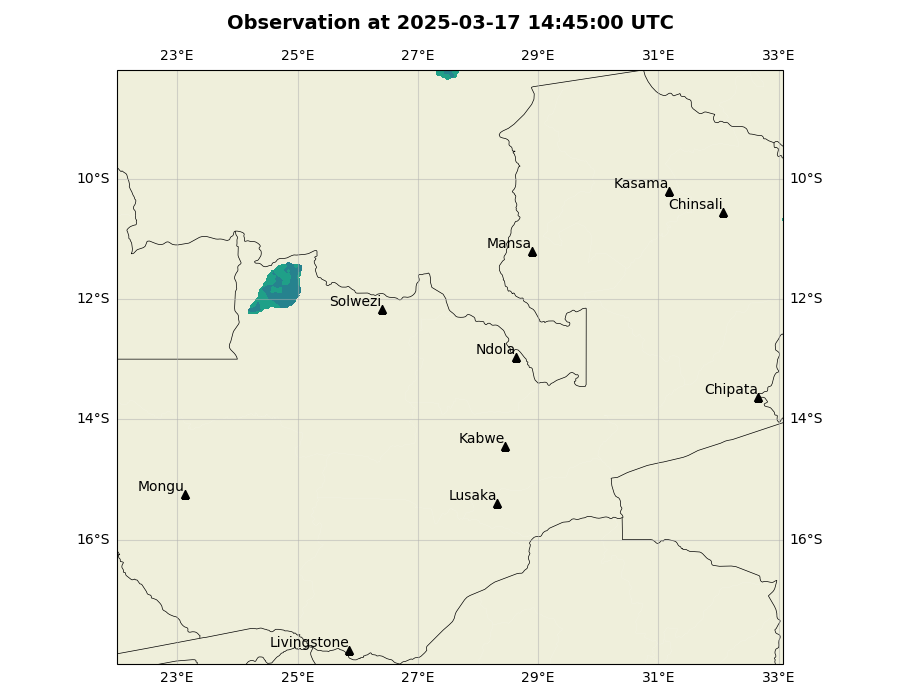 Observation at 2025-03-17 14:45:00 UTC
23°E 25°E 27°E 29°E 31°E 33°E
10°S 10°S
Kasama
Chinsali
Mansa
12°S 12°S
Solwezi
Ndola
Chipata
14°S 14°S
Kabwe
Mongu
Lusaka
16°S 16°S
Livingstone
23°E 25°E 27°E 29°E 31°E 33°E